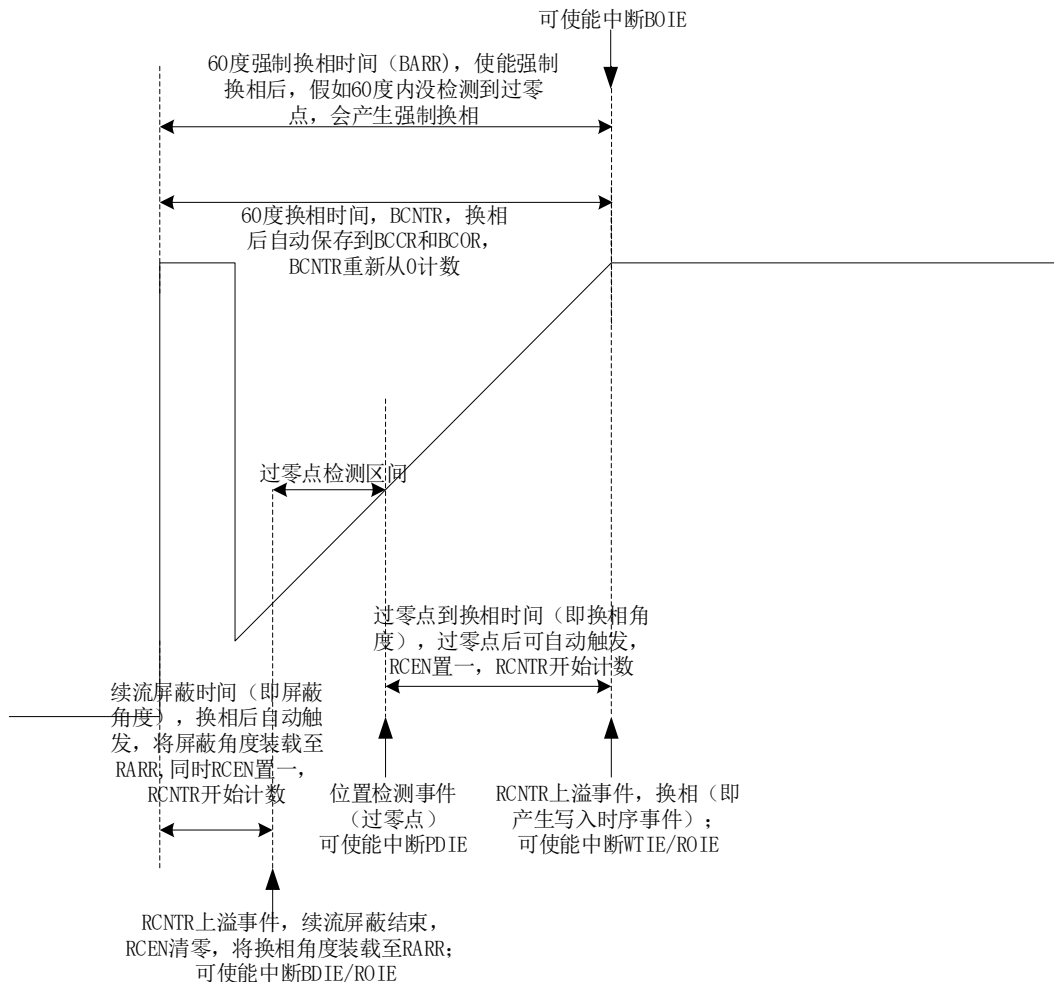 可使能中断BOIE
60度强制换相时间（BARR），使能强制
换相后，假如60度内没检测到过零
点，会产生强制换相
60度换相时间，BCNTR，换相
后自动保存到BCCR和BCOR，
BCNTR重新从0计数
过零点检测区间
过零点到换相时间（即换相角
度），过零点后可自动触发，
RCEN置一，RCNTR开始计数
续流屏蔽时间（即屏蔽
角度），换相后自动触
发，将屏蔽角度装载至
RARR,同时RCEN置一，
RCNTR开始计数
位置检测事件
（过零点）
可使能中断PDIE
RCNTR上溢事件，换相（即
产生写入时序事件）；
可使能中断WTIE/ROIE
RCNTR上溢事件，续流屏蔽结束，
RCEN清零，将换相角度装载至RARR；
可使能中断BDIE/ROIE